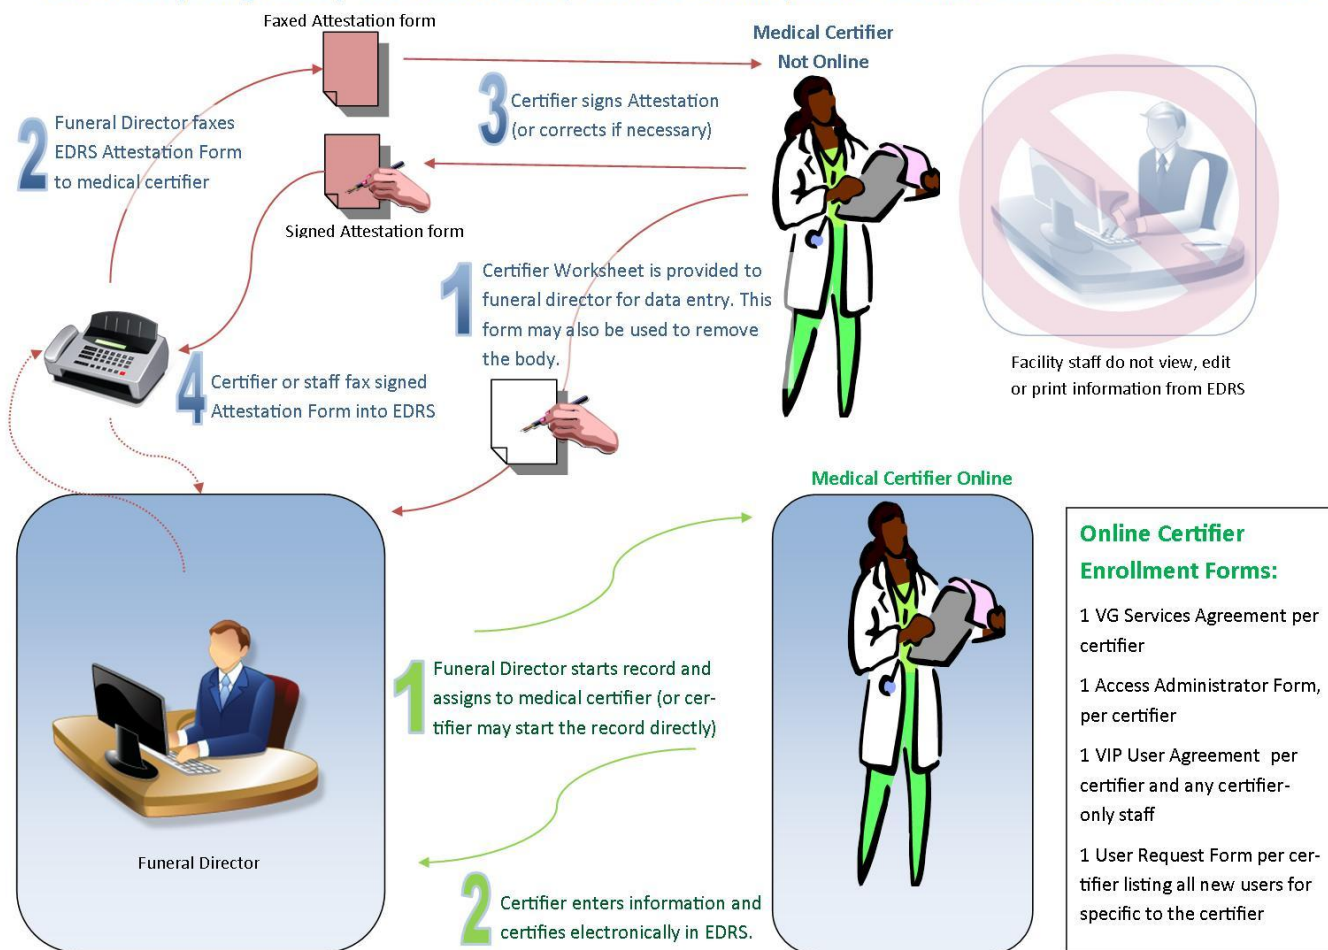 Faxed Attestation form
Medical Certifier
Not Online
2
Funeral Director faxes
EDRS Attestation Form
to medical certifier
3
Certifier signs Attestation
(or corrects if necessary)
Signed Attestation form
1
Certifier Worksheet is provided to
funeral director for data entry. This
form may also be used to remove
the body.
Facility staff do not view, edit
or print information from EDRS
4
Certifier or staff fax signed
Attestation Form into EDRS
Medical Certifier Online
1
Funeral Director starts record and
assigns to medical certifier (or cer-
tifier may start the record directly)
Funeral Director
2
Certifier enters information and
certifies electronically in EDRS.
Online Certifier
Enrollment Forms:
1 VG Services Agreement per
certifier
1 Access Administrator Form,
per certifier
1 VIP User Agreement  per
certifier and any certifier-
only staff
1 User Request Form per cer-
tifier listing all new users for
specific to the certifier